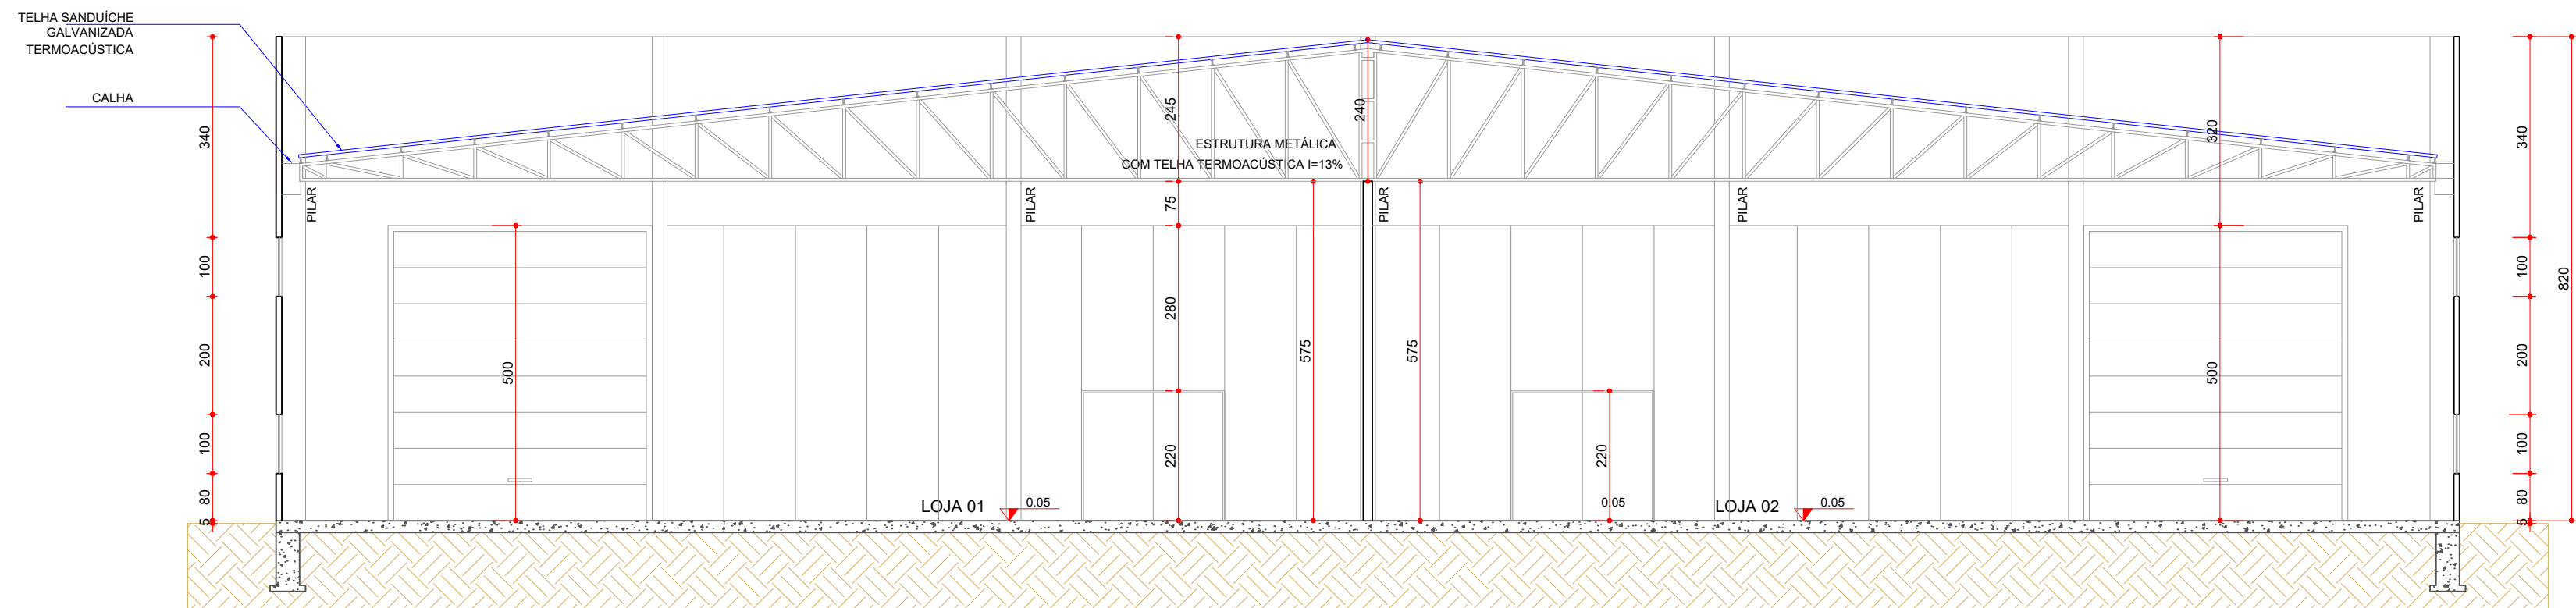 TELHA SANDUÍCHE
GALVANIZADA
TERMOACÚSTICA
CALHA
340
100
200
100
80
5
PILAR
500
245
75
280
220
ESTRUTURA METÁLICA
COM TELHA TERMOACÚSTICA I=13%
240
PILAR
PILAR
575
575
LOJA 01
0.05
220
0.05
LOJA 02
0.05
PILAR
320
500
PILAR
340
100
200
100
80
5
820